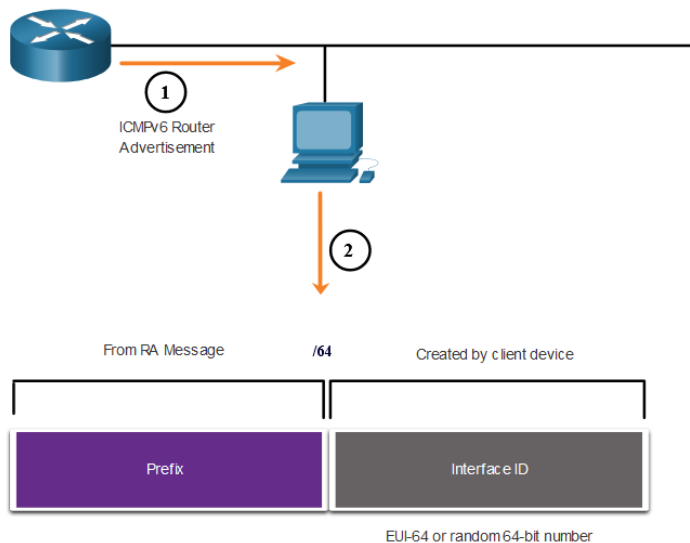 1
ICMPv6 Router
Advertisement
2
From RA Message
/64
Created by client device
Prefix
Interface ID
EUI-64 or random 64-bit number